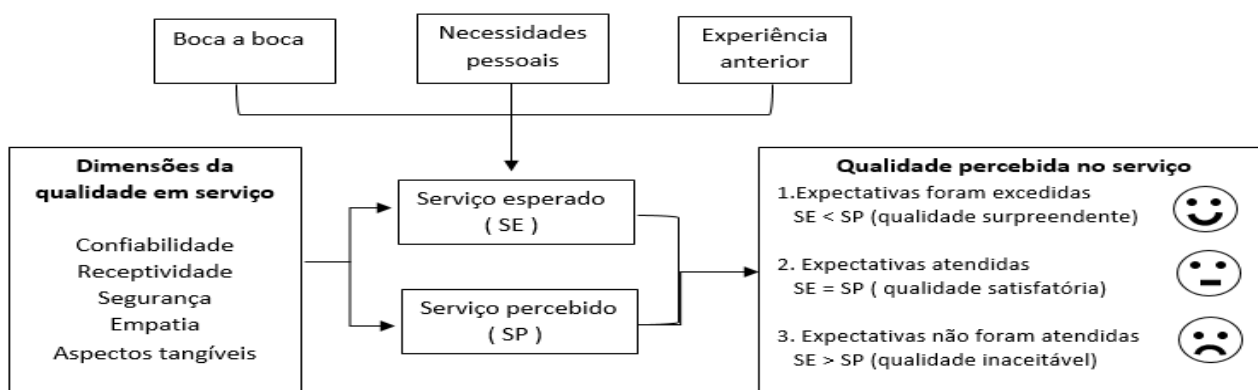 Boca a boca
Necessidades
pessoais
Experiência
anterior
Dimensões da
qualidade em serviço
Confiabilidade
Receptividade
Segurança
Empatia
Aspectos tangíveis
Serviço esperado
( SE )
Serviço percebido
( SP )
Qualidade percebida no serviço
1.Expectativas foram excedidas
SE < SP (qualidade surpreendente)
2. Expectativas atendidas
SE = SP ( qualidade satisfatória)
3. Expectativas não foram atendidas
SE > SP (qualidade inaceitável)